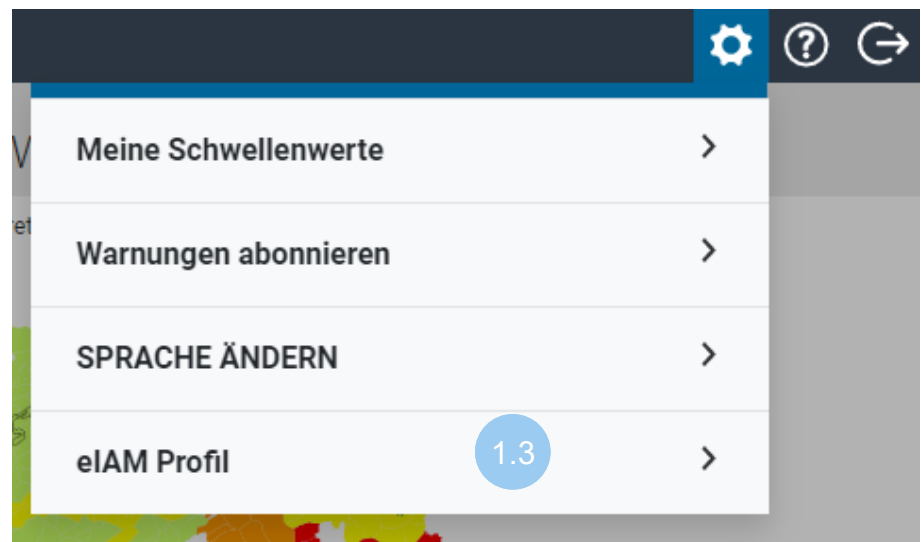 Meine Schwellenwerte
Warnungen abonnieren
SPRACHE ÄNDERN
eIAM Profil
1.3